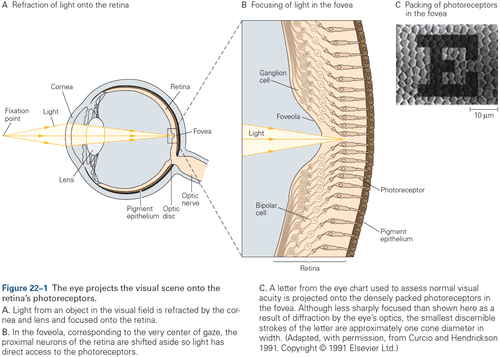 A Refraction of light onto the retina
B Focusing of light in the fovea
C Packing of photoreceptors
in the fovea
Cornea
Retina
Fixation
point
Light
Fovea
Lens
Optic
nerve
Pigment
epithelium
Optic
disc
Ganglion
cell
Foveola
Light
Bipolar
cell
Photoreceptor
Pigment
epithelium
Retina
E
10 μm
Figure 22–1 The eye projects the visual scene onto the
retina's photoreceptors.
A. Light from an object in the visual field is refracted by the cor-
nea and lens and focused onto the retina.
B. In the foveola, corresponding to the very center of gaze, the
proximal neurons of the retina are shifted aside so light has
direct access to the photoreceptors.
C. A letter from the eye chart used to assess normal visual
acuity is projected onto the densely packed photoreceptors in
the fovea. Although less sharply focused than shown here as a
result of diffraction by the eye's optics, the smallest discernible
strokes of the letter are approximately one cone diameter in
width. (Adapted, with permission, from Curcio and Hendrickson
1991. Copyright © 1991 Elsevier Ltd.)